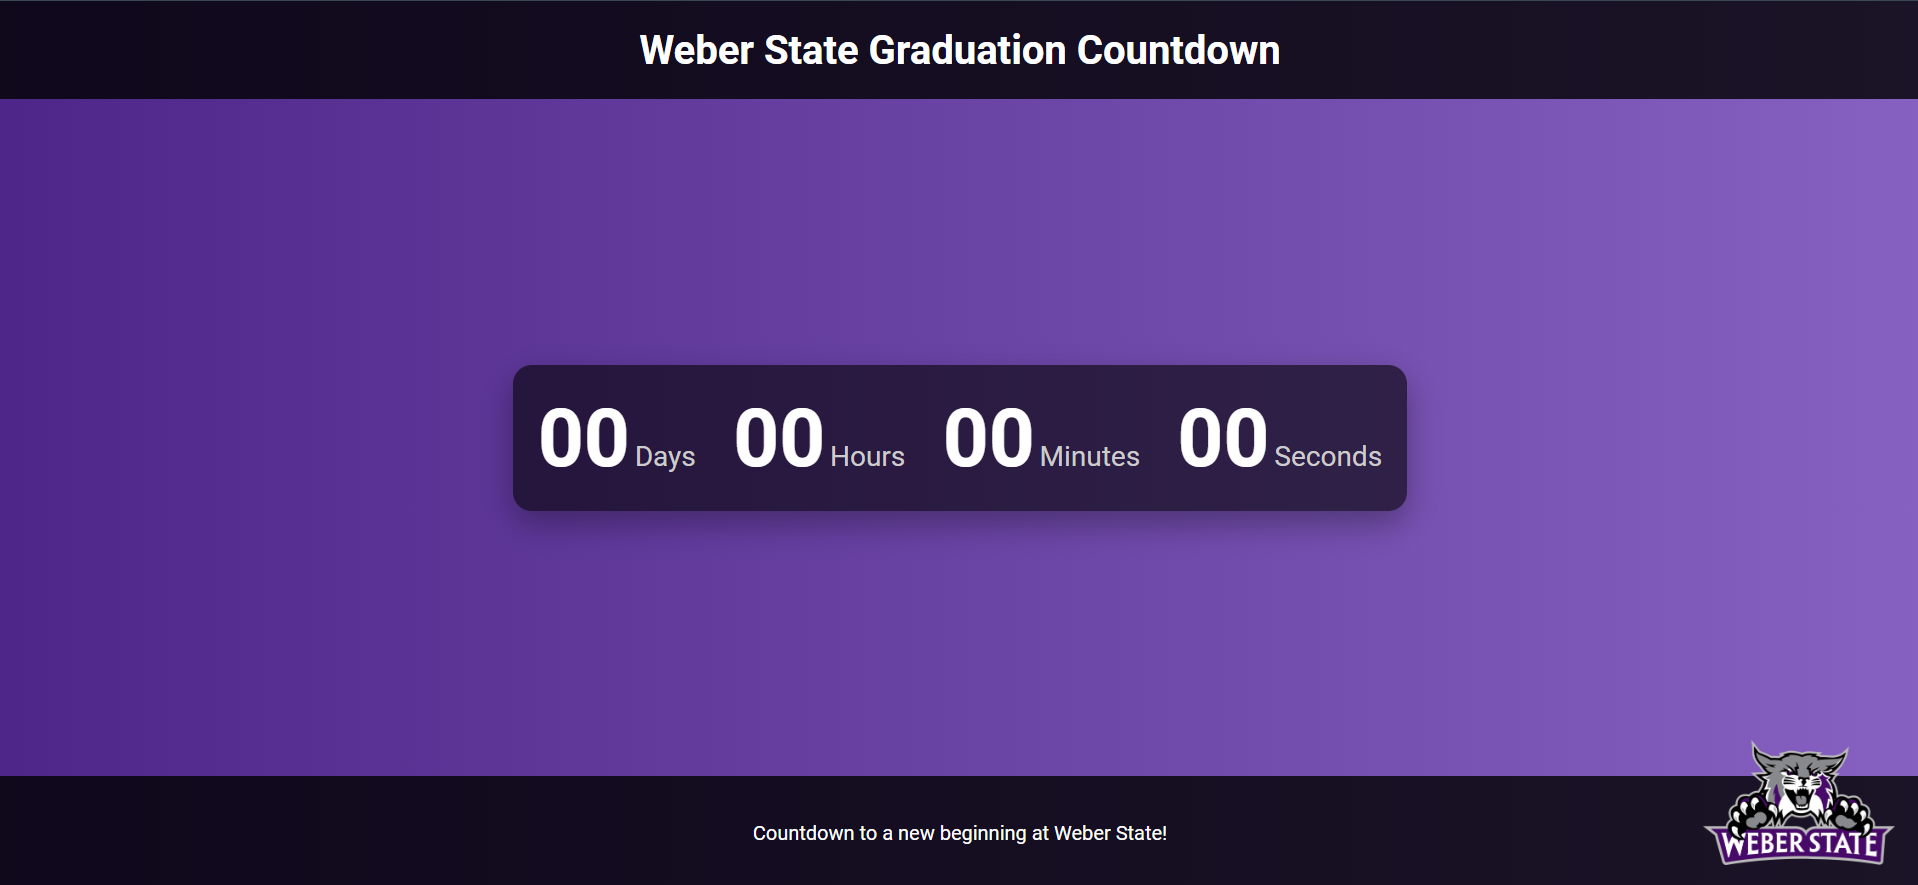 Weber State Graduation Countdown
00 Days 00 Hours 00 Minutes 00 Seconds
Countdown to a new beginning at Weber State!
WEBER STATE